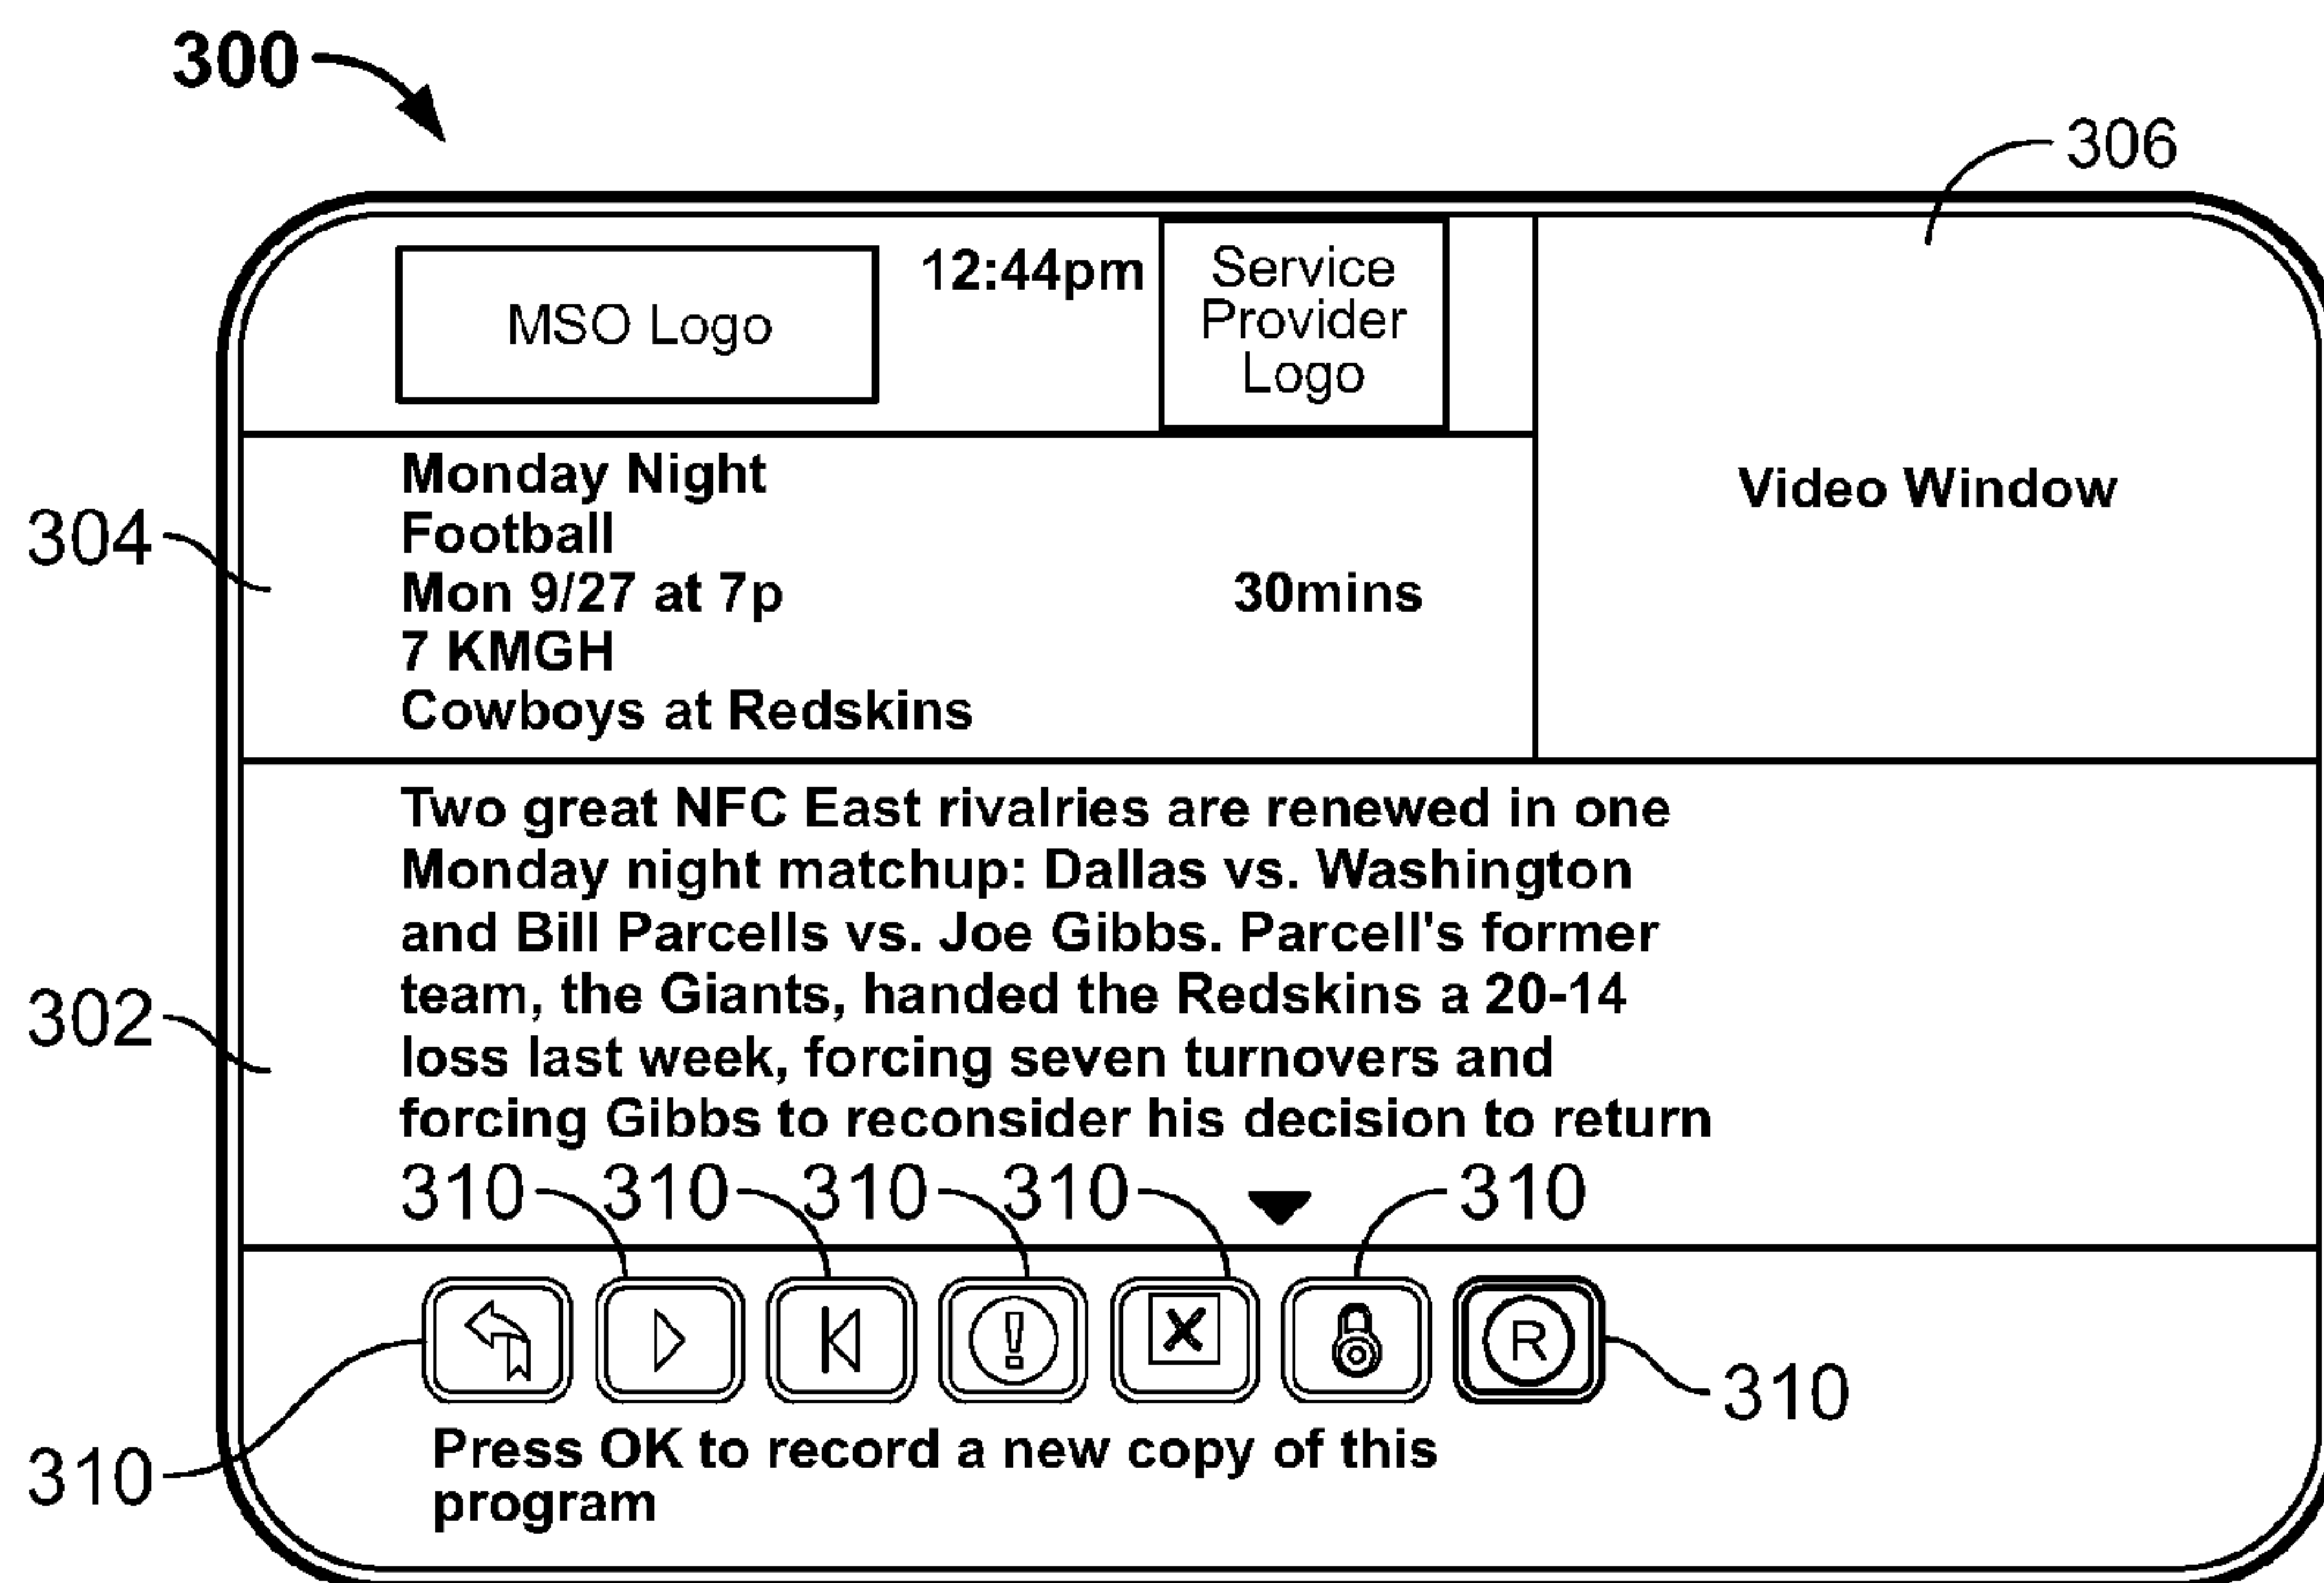 300
306
MSO Logo
12:44pm
Service
Provider
Logo
Monday Night
Football
Mon 9/27 at 7p
30mins
7 KMGH
Cowboys at Redskins
Video Window
304
Two great NFC East rivalries are renewed in one
Monday night matchup: Dallas vs. Washington
and Bill Parcells vs. Joe Gibbs. Parcell's former
team, the Giants, handed the Redskins a 20-14
loss last week, forcing seven turnovers and
forcing Gibbs to reconsider his decision to return
302
310 310 310 310 310
R
310
310
Press OK to record a new copy of this
program